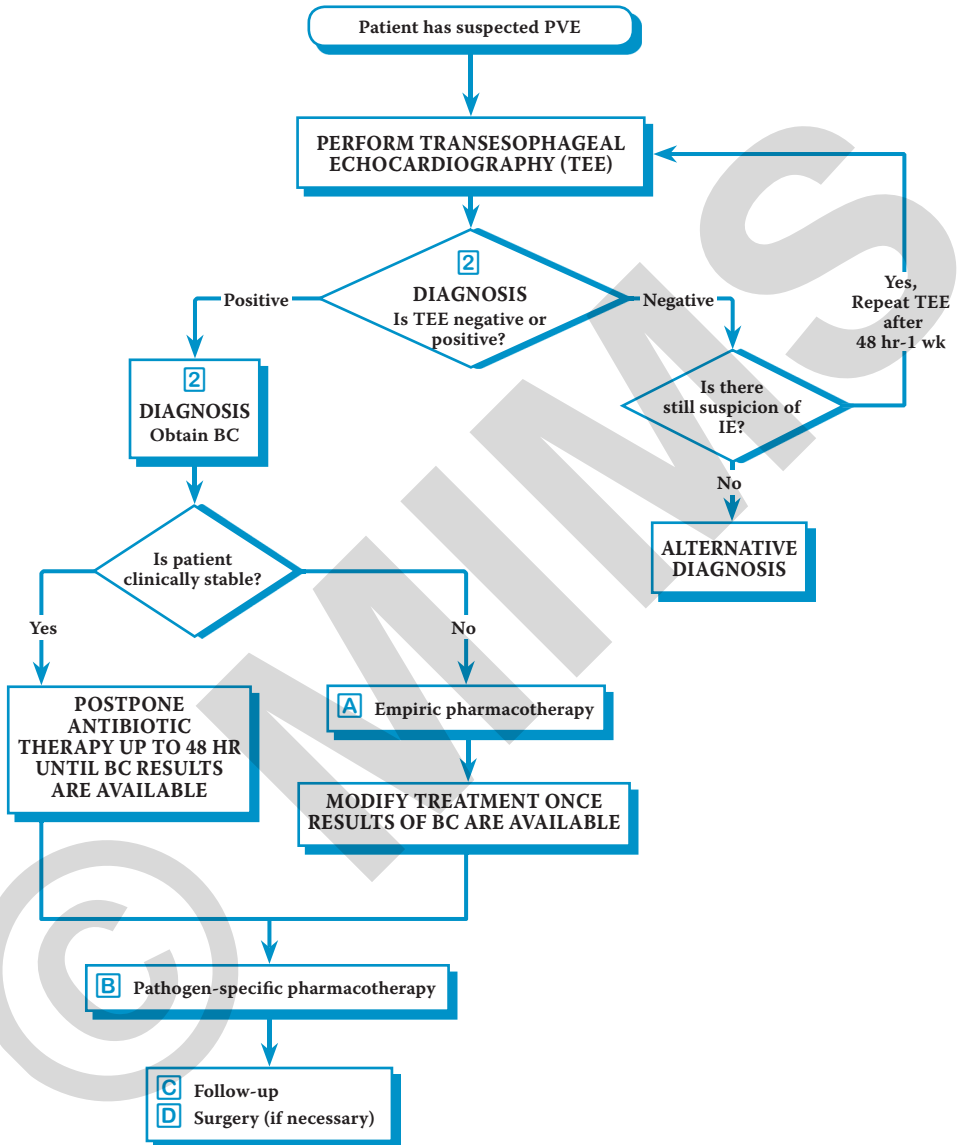 Patient has suspected PVE
PERFORM TRANSESOPHAGEAL
ECHOCARDIOGRAPHY (TEE)
2
DIAGNOSIS
Is TEE negative or
positive?
Positive
Negative
Yes,
Repeat TEE
after
48 hr-1 wk
2
DIAGNOSIS
Obtain BC
Is there
still suspicion of
IE?
No
ALTERNATIVE
DIAGNOSIS
Is patient
clinically stable?
Yes
No
POSTPONE
ANTIBIOTIC
THERAPY UP TO 48 HR
UNTIL BC RESULTS
ARE AVAILABLE
A Empiric pharmacotherapy
MODIFY TREATMENT ONCE
RESULTS OF BC ARE AVAILABLE
B Pathogen-specific pharmacotherapy
C Follow-up
D Surgery (if necessary)
© MIMS